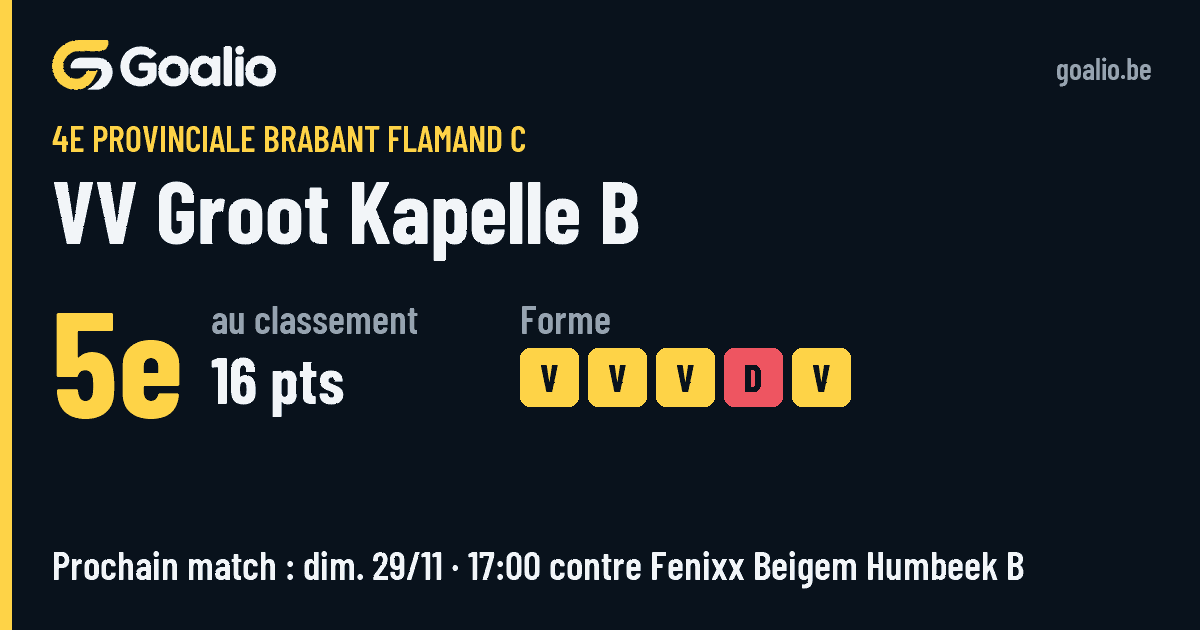 Goalio
goalio.be
4E PROVINCIALE BRABANT FLAMAND C
VV Groot Kapelle B
5e
au classement
16 pts
Forme
V V V D V
Prochain match : dim. 29/11 · 17:00 contre Fenixx Beigem Humbeek B